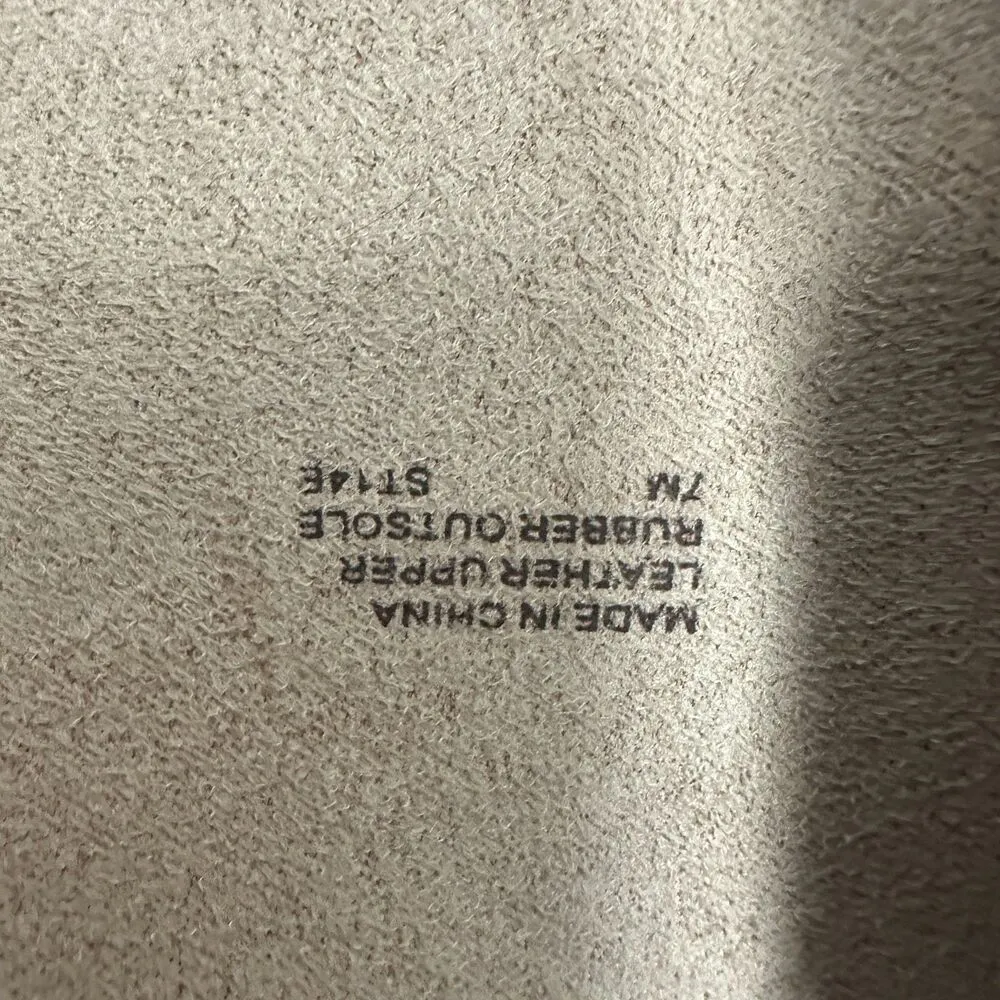 MADE IN CHINA
LEATHER UPPER
RUBBER OUTSOLE
7M ST14E